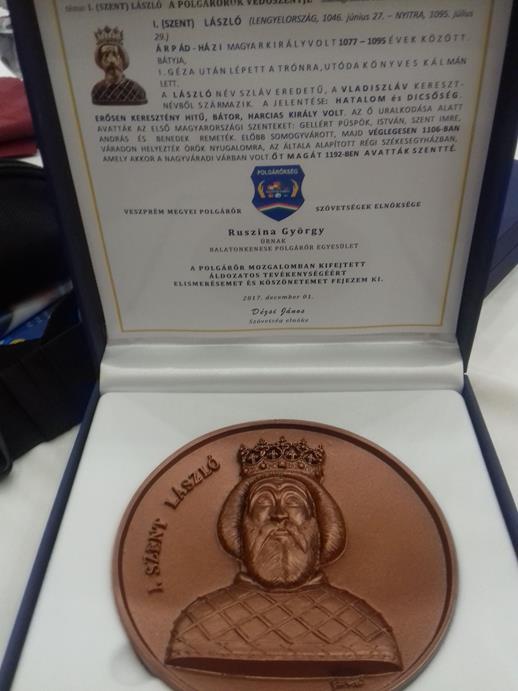 I. (SZENT) LÁSZLÓ A POLGÁRŐRÖK VÉDŐSZENTJE
I. (SZENT) LÁSZLÓ (LENGYELORSZÁG, 1046. június 27. – NYITRA, 1095. július
29.)
ÁRPÁD-HÁZI MAGYAR KIRÁLY VOLT 1077 – 1095 ÉVEK KÖZÖTT.
BÁTYJA,
I. GÉZA UTÁN LÉPETT A TRÓNRA, UTÓDA KÖNYVES KÁLMÁN
LETT.
A LÁSZLÓ NÉV SZLÁV EREDETŰ, A VLADISZLÁV KERESZT-
NÉVBŐL SZÁRMAZIK. A JELENTÉSE: HATALOM és DICSŐSÉG.
ERŐSEN KERESZTÉNY HITŰ, BÁTOR, HARCIAS KIRÁLY VOLT. AZ Ő URALKODÁSA ALATT
AVATTÁK AZ ELSŐ MAGYARORSZÁGI SZENTEKET: GELLÉRT PÜSPÖK, ISTVÁN, SZENT IMRE,
ANDRÁS ÉS BENEDEK REMETÉK. ELŐBB SOMOGYVÁROTT, MAJD VÉGLEGESEN 1106-BAN
VÁRADON HELYEZTÉK ÖRÖK NYUGALOMRA, AZ ÁLTALA ALAPÍTOTT RÉGI SZÉKESEGYHÁZBAN,
AMELY AKKOR A NAGYVÁRADI VÁRBAN VOLT. ŐT MAGÁT 1192-BEN AVATTÁK SZENTTÉ.
POLGÁRŐRSÉG
VESZPRÉM MEGYEI POLGÁRŐR SZÖVETSÉGEK ELNÖKSÉGE
Ruszina György
ÚRNAK
BALATONKENESE POLGÁRŐR EGYESÜLET
A POLGÁRŐR MOZGALOMBAN KIFEJTETT
ÁLDOZATOS TEVÉKENYSÉGÉÉRT
ELISMERÉSEMET ÉS KÖSZÖNETEMET FEJEZEM KI.
2017. december 01.
Dézsi János
Szövetség elnöke
I. SZENT LÁSZLÓ